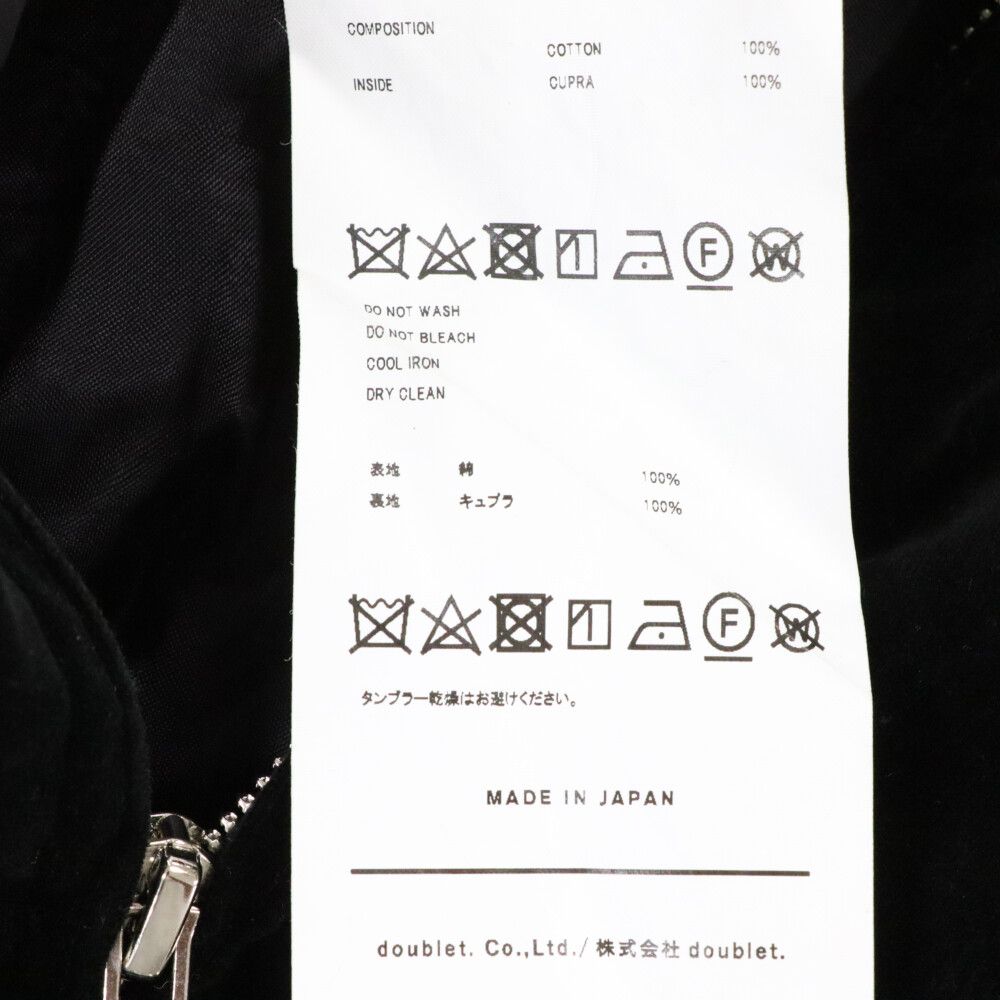 COMPOSITION
COTTON 100%
INSIDE CUPRA 100%
F W
DO NOT WASH
DO NOT BLEACH
COOL IRON
DRY CLEAN
表地 綿 100%
裏地 キュプラ 100%
F W
タンブラー乾燥はお避けください。
MADE IN JAPAN
doublet. Co.,Ltd./ 株式会社 doublet.